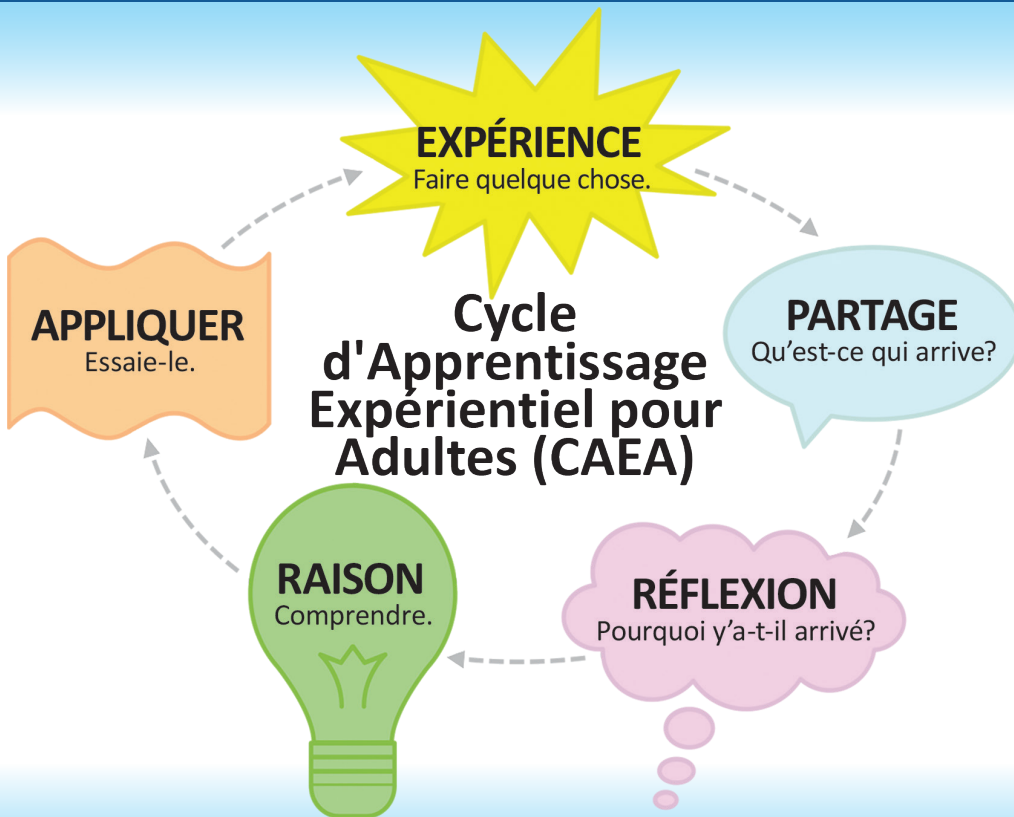 EXPÉRIENCE
Faire quelque chose.
PARTAGE
Qu'est-ce qui arrive?
RÉFLEXION
Pourquoi y'a-t-il arrivé?
RAISON
Comprendre.
APPLIQUER
Essaie-le.
Cycle
d'Apprentissage
Expérientiel pour
Adultes (CAEA)